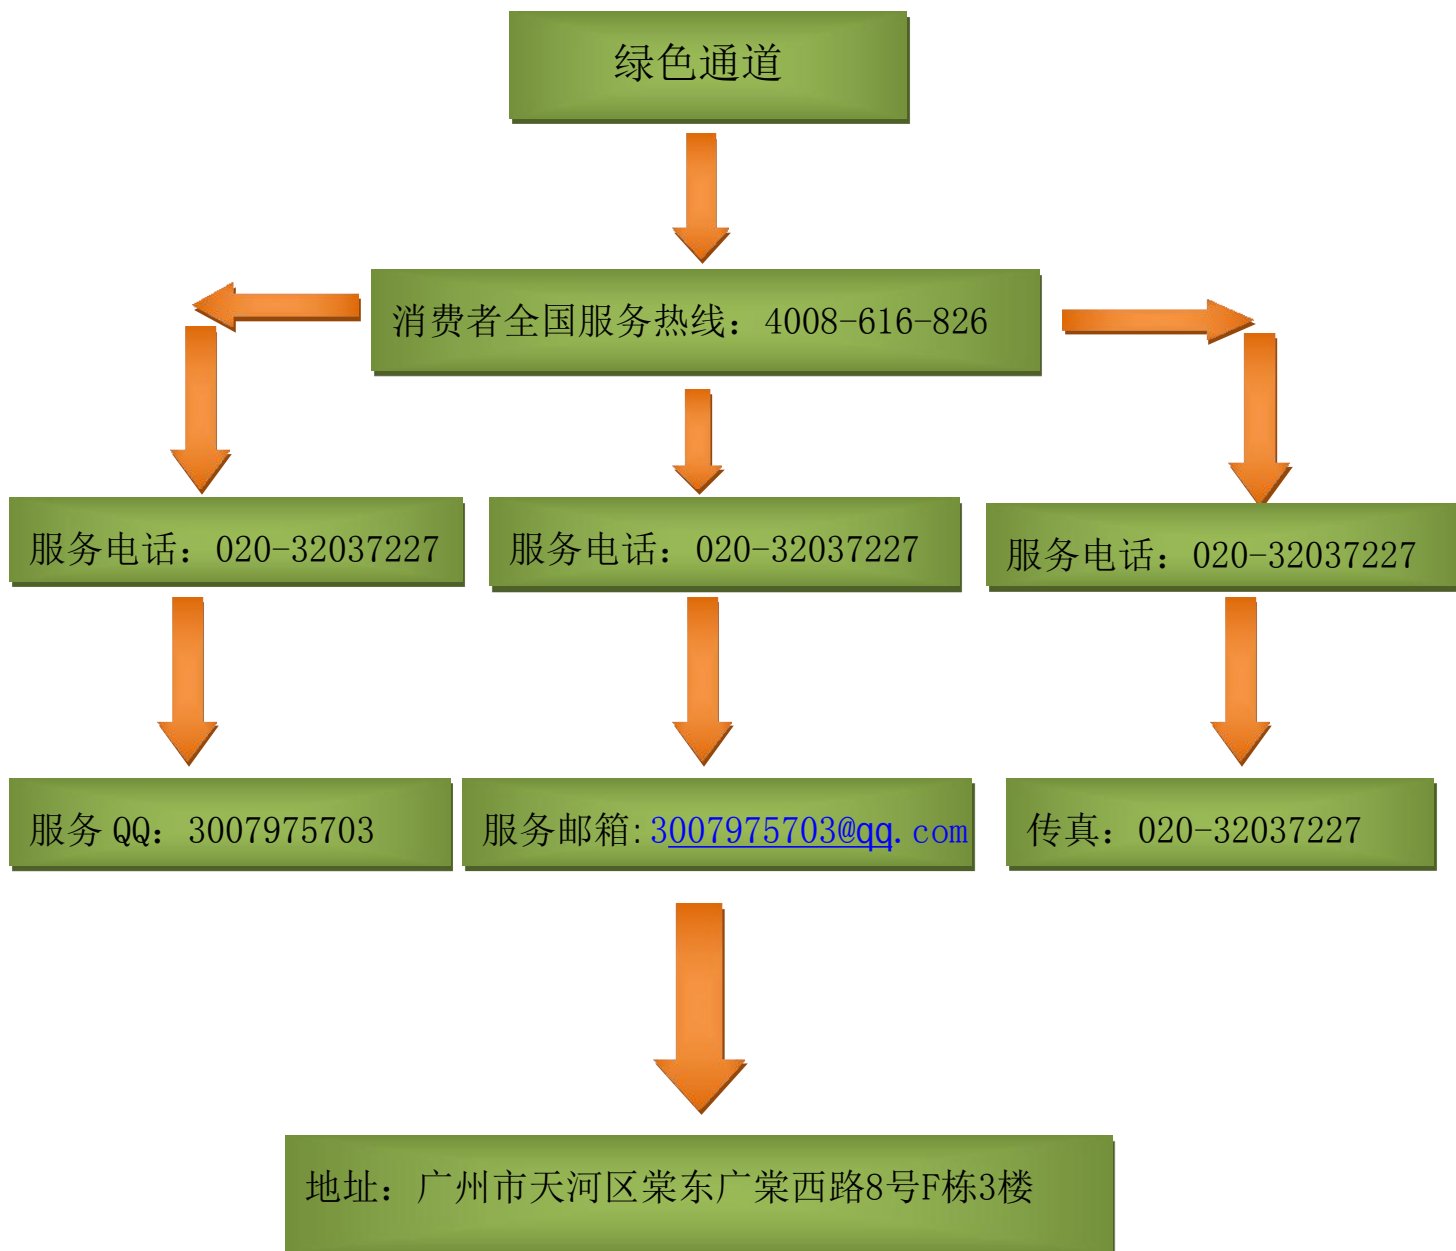 绿色通道
消费者全国服务热线：4008-616-826
服务电话：020-32037227
服务电话：020-32037227
服务电话：020-32037227
服务 QQ：3007975703
服务邮箱:3007975703@qq.com
传真：020-32037227
地址：广州市天河区棠东广棠西路8号F栋3楼